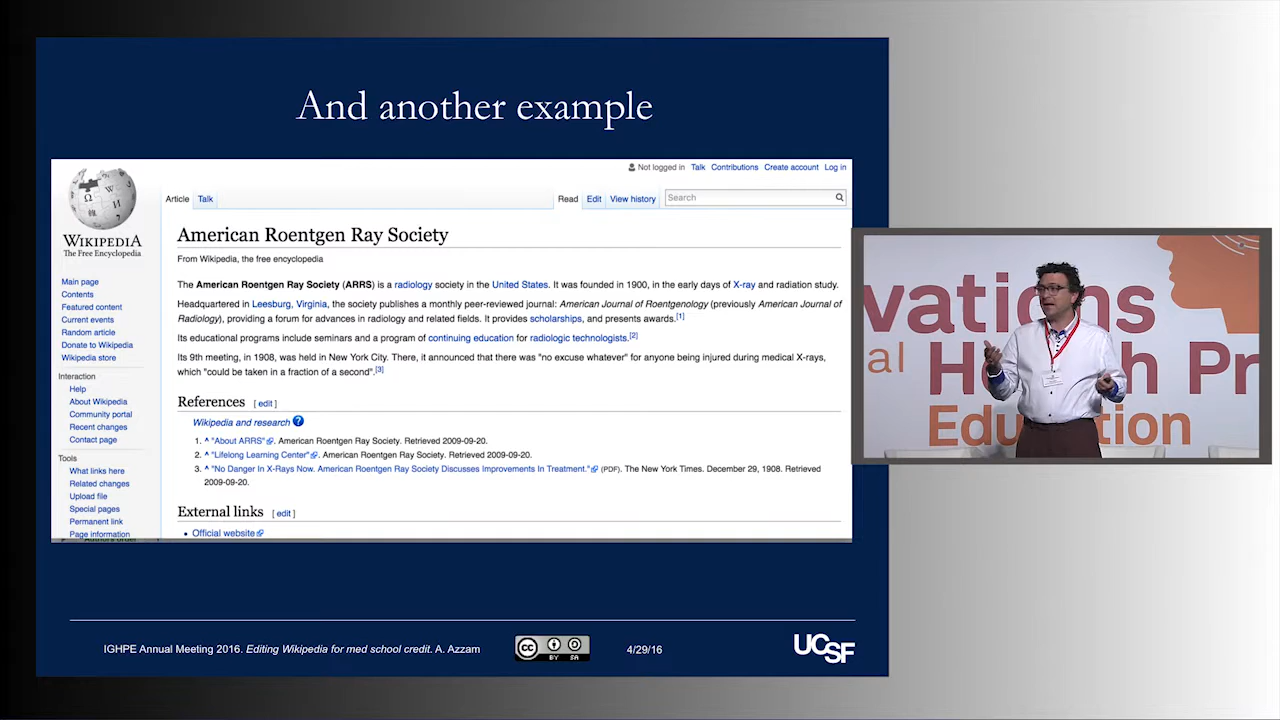 And another example
Not logged in Talk Contributions Create account Log in
Article Talk Read Edit View history Search
WIKIPEDIA
The Free Encyclopedia
Main page
Contents
Featured content
Current events
Random article
Donate to Wikipedia
Wikipedia store
Interaction
Help
About Wikipedia
Community portal
Recent changes
Contact page
Tools
What links here
Related changes
Upload file
Special pages
Permanent link
Page information
American Roentgen Ray Society
From Wikipedia, the free encyclopedia
The American Roentgen Ray Society (ARRS) is a radiology society in the United States. It was founded in 1900, in the early days of X-ray and radiation study.
Headquartered in Leesburg, Virginia, the society publishes a monthly peer-reviewed journal: American Journal of Roentgenology (previously American Journal of
Radiology), providing a forum for advances in radiology and related fields. It provides scholarships, and presents awards.[1]
Its educational programs include seminars and a program of continuing education for radiologic technologists.[2]
Its 9th meeting, in 1908, was held in New York City. There, it announced that there was "no excuse whatever" for anyone being injured during medical X-rays,
which "could be taken in a fraction of a second".[3]
References [ edit ]
Wikipedia and research ?
1. ^ "About ARRS". American Roentgen Ray Society. Retrieved 2009-09-20.
2. ^ "Lifelong Learning Center". American Roentgen Ray Society. Retrieved 2009-09-20.
3. ^ "No Danger In X-Rays Now. American Roentgen Ray Society Discusses Improvements In Treatment." (PDF). The New York Times. December 29, 1908. Retrieved
2009-09-20.
External links [ edit ]
• Official website
IGHPE Annual Meeting 2016. Editing Wikipedia for med school credit. A. Azzam
cc BY SA
4/29/16
UCSF
vations
al H h Pr
Edu tion